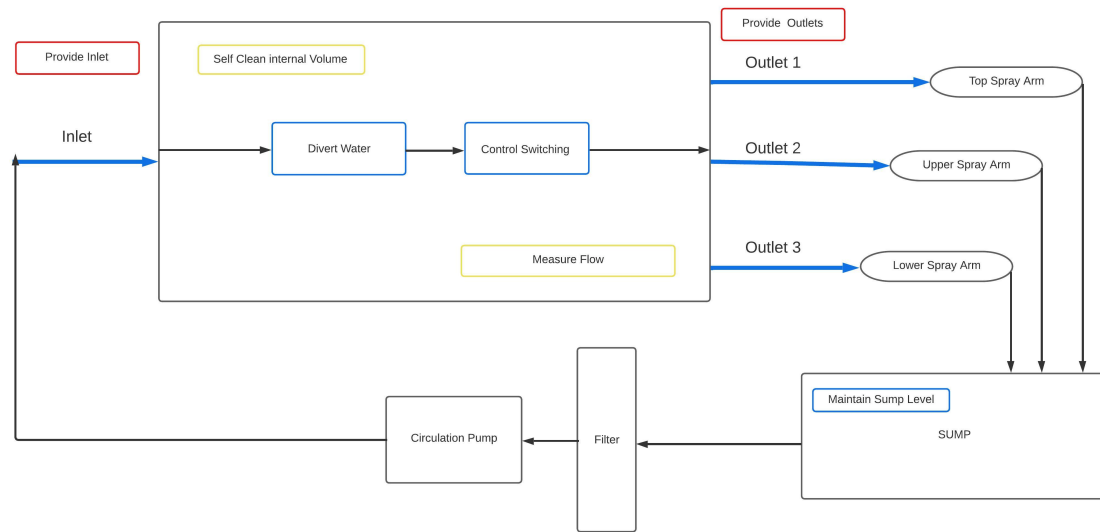 Provide Outlets
Provide Inlet
Self Clean internal Volume
Outlet 1
Top Spray Arm
Inlet
Divert Water
Control Switching
Outlet 2
Upper Spray Arm
Outlet 3
Measure Flow
Lower Spray Arm
Maintain Sump Level
SUMP
Circulation Pump
Filter